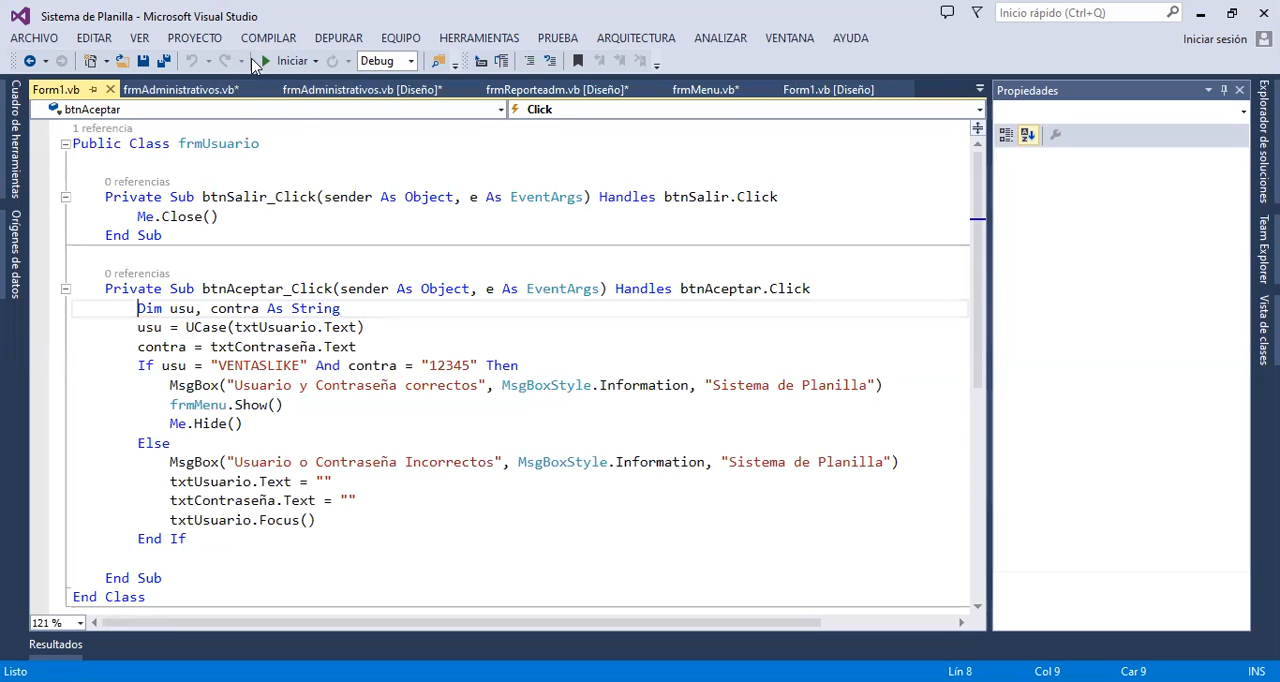 Sistema de Planilla - Microsoft Visual Studio
Inicio rápido (Ctrl+Q)
ARCHIVO EDITAR VER PROYECTO COMPILAR DEPURAR EQUIPO HERRAMIENTAS PRUEBA ARQUITECTURA ANALIZAR VENTANA AYUDA
Iniciar sesión
Iniciar Debug
Form1.vb frmAdministrativos.vb* frmAdministrativos.vb [Diseño]* frmReporteadm.vb [Diseño]* frmMenu.vb* Form1.vb [Diseño]
Propiedades
btnAceptar Click
Cuadro de herramientas
Orígenes de datos
1 referencia
Public Class frmUsuario
0 referencias
Private Sub btnSalir_Click(sender As Object, e As EventArgs) Handles btnSalir.Click
Me.Close()
End Sub
0 referencias
Private Sub btnAceptar_Click(sender As Object, e As EventArgs) Handles btnAceptar.Click
Dim usu, contra As String
usu = UCase(txtUsuario.Text)
contra = txtContraseña.Text
If usu = "VENTASLIKE" And contra = "12345" Then
MsgBox("Usuario y Contraseña correctos", MsgBoxStyle.Information, "Sistema de Planilla")
frmMenu.Show()
Me.Hide()
Else
MsgBox("Usuario o Contraseña Incorrectos", MsgBoxStyle.Information, "Sistema de Planilla")
txtUsuario.Text = ""
txtContraseña.Text = ""
txtUsuario.Focus()
End If
End Sub
End Class
Explorador de soluciones
Team Explorer
Vista de clases
121 %
Resultados
Listo Lín 8 Col 9 Car 9 INS